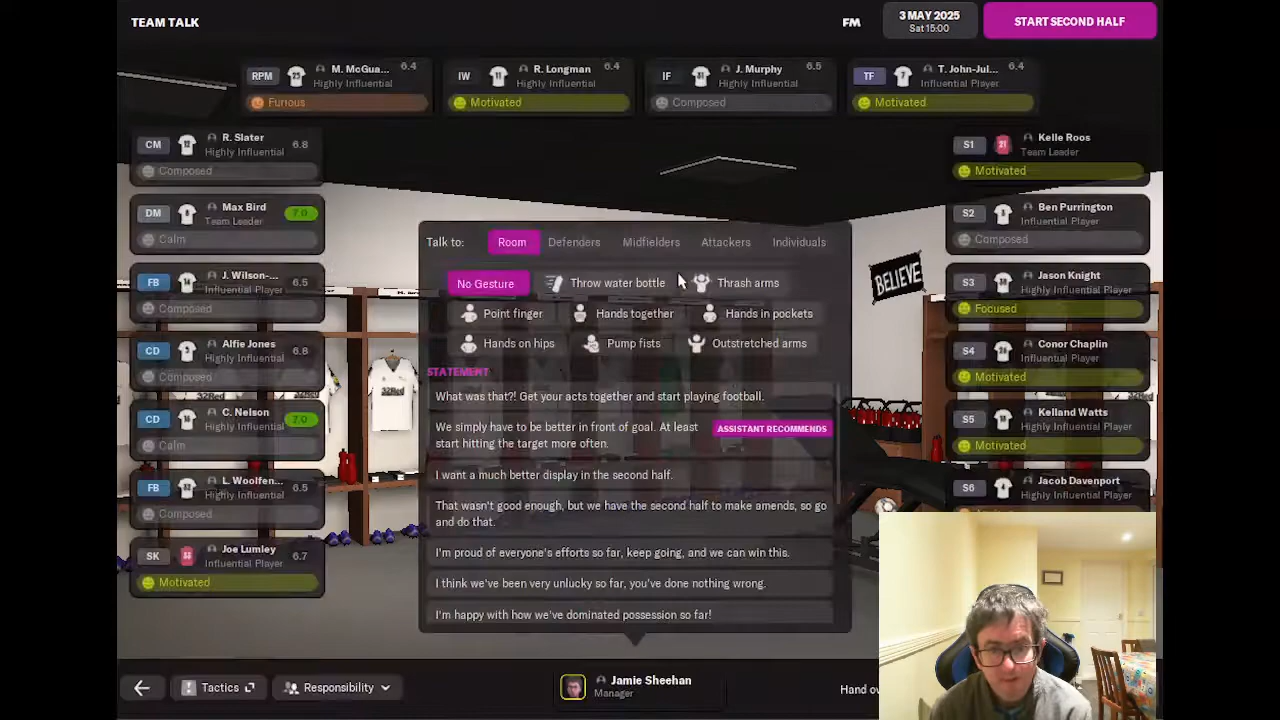 TEAM TALK
FM
3 MAY 2025
Sat 15:00
START SECOND HALF
RPM
23
M. McGua...
6.4
Highly Influential
Furious
IW
11
R. Longman
6.4
Highly Influential
Motivated
IF
J. Murphy
6.5
Highly Influential
Composed
TF
7
T. John-Jul...
6.4
Influential Player
Motivated
CM
12
R. Slater
6.8
Highly Influential
Composed
DM
8
Max Bird
7.0
Team Leader
Calm
FB
J. Wilson-...
6.5
Influential Player
Composed
CD
5
Alfie Jones
6.8
Highly Influential
Composed
CD
16
C. Nelson
7.0
Highly Influential
Calm
FB
L. Woolfen...
6.5
Highly Influential
Composed
SK
Joe Lumley
6.7
Influential Player
Motivated
S1
21
Kelle Roos
Team Leader
Motivated
S2
3
Ben Purrington
Influential Player
Composed
S3
Jason Knight
Highly Influential
Focused
S4
Conor Chaplin
Influential Player
Motivated
S5
Kelland Watts
Highly Influential
Motivated
S6
4
Jacob Davenport
Highly Influential
BELIEVE
32Red
Talk to:
Room
Defenders
Midfielders
Attackers
Individuals
No Gesture
Throw water bottle
Thrash arms
Point finger
Hands together
Hands in pockets
Hands on hips
Pump fists
Outstretched arms
STATEMENT
What was that?! Get your acts together and start playing football.
We simply have to be better in front of goal. At least
start hitting the target more often.
ASSISTANT RECOMMENDS
I want a much better display in the second half.
That wasn't good enough, but we have the second half to make amends, so go
and do that.
I'm proud of everyone's efforts so far, keep going, and we can win this.
I think we've been very unlucky so far, you've done nothing wrong.
I'm happy with how we've dominated possession so far!
Tactics
Responsibility
Jamie Sheehan
Manager
Hand ov